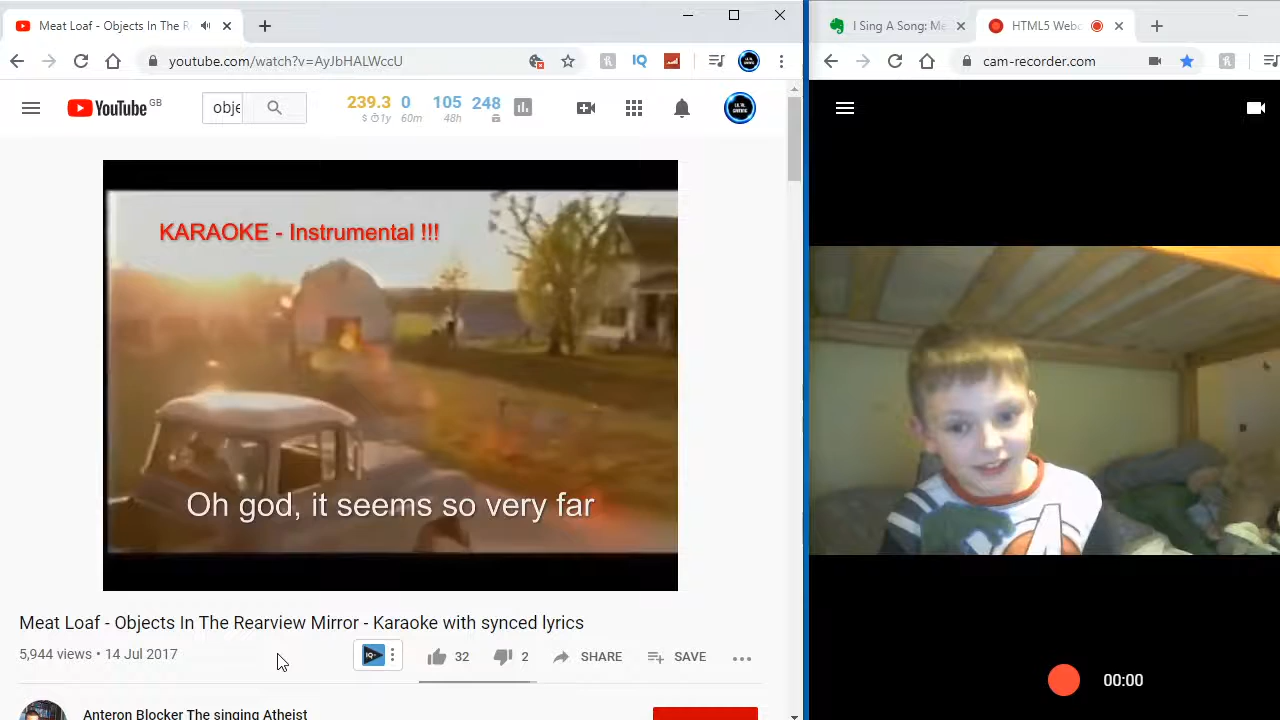 Meat Loaf - Objects In The R
I Sing A Song: Me
HTML5 Webc
youtube.com/watch?v=AyJbHALWccU
IQ
cam-recorder.com
YouTube GB
obje
239.3 0 105 248
$ 1y 60m 48h
KARAOKE - Instrumental !!!
Oh god, it seems so very far
Meat Loaf - Objects In The Rearview Mirror - Karaoke with synced lyrics
5,944 views • 14 Jul 2017
IQ
32
2
SHARE
SAVE
00:00
Anteron Blocker The singing Atheist